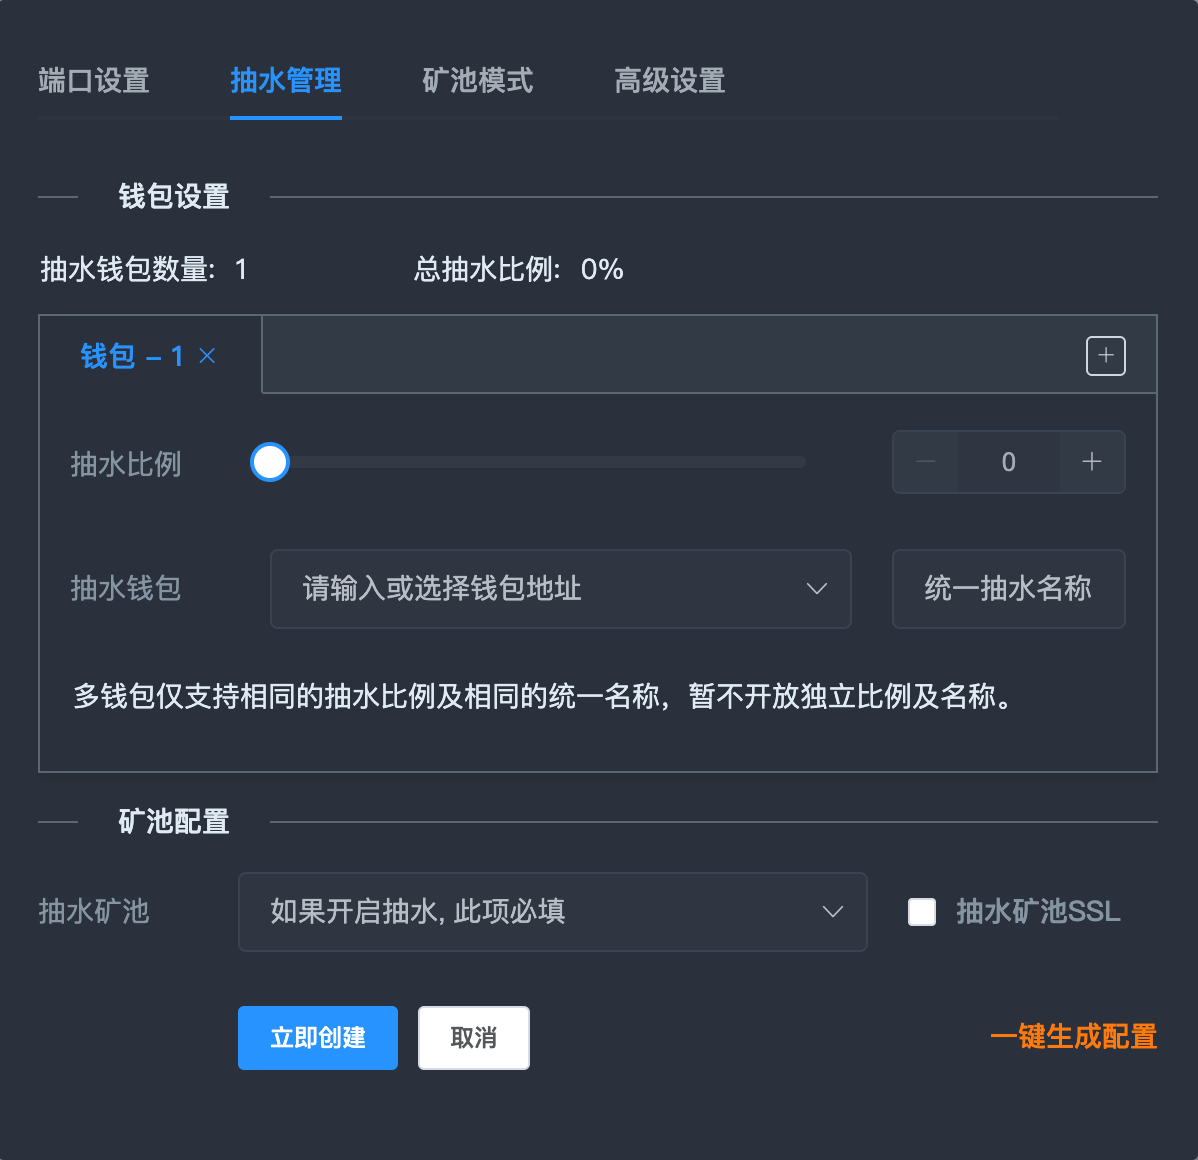 端口设置 抽水管理 矿池模式 高级设置
钱包设置
抽水钱包数量: 1 总抽水比例: 0%
钱包 – 1
抽水比例 0
抽水钱包 请输入或选择钱包地址 统一抽水名称
多钱包仅支持相同的抽水比例及相同的统一名称，暂不开放独立比例及名称。
矿池配置
抽水矿池 如果开启抽水, 此项必填 抽水矿池SSL
立即创建 取消 一键生成配置